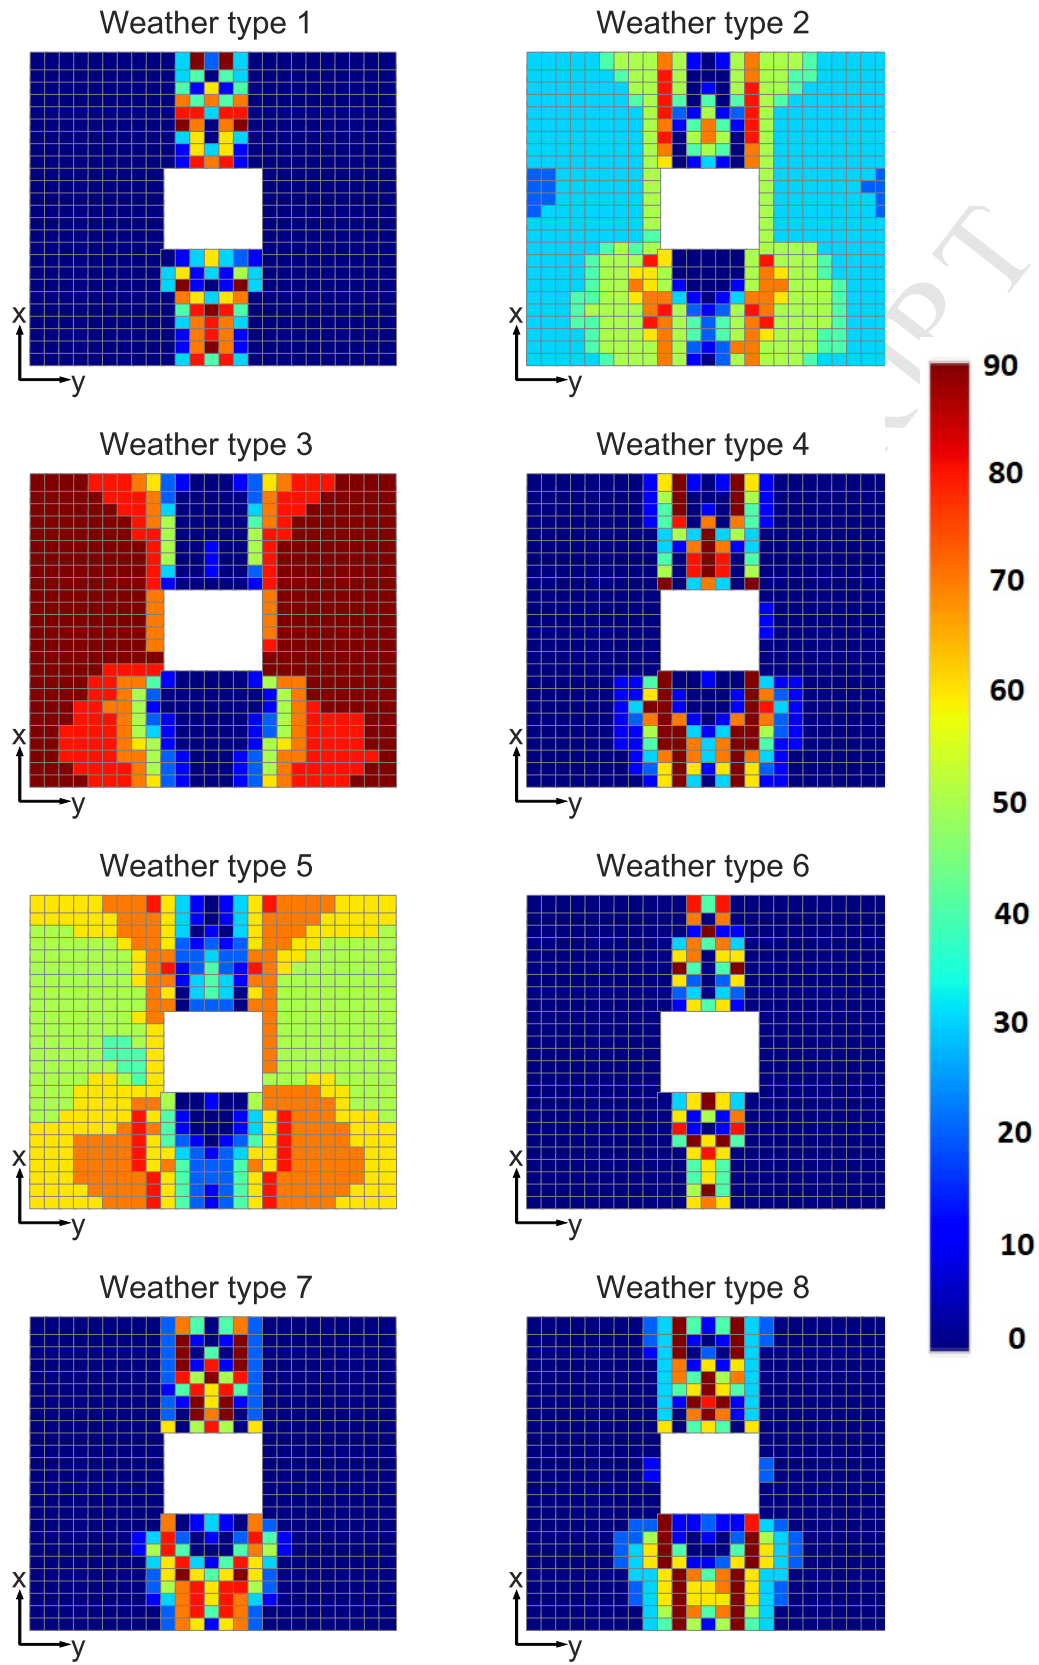 Weather type 1
Weather type 2
x
y
x
y
RIPT
90
Weather type 3
Weather type 4
80
70
60
x
y
x
y
50
Weather type 5
Weather type 6
40
30
20
x
y
x
y
10
Weather type 7
Weather type 8
0
x
y
x
y